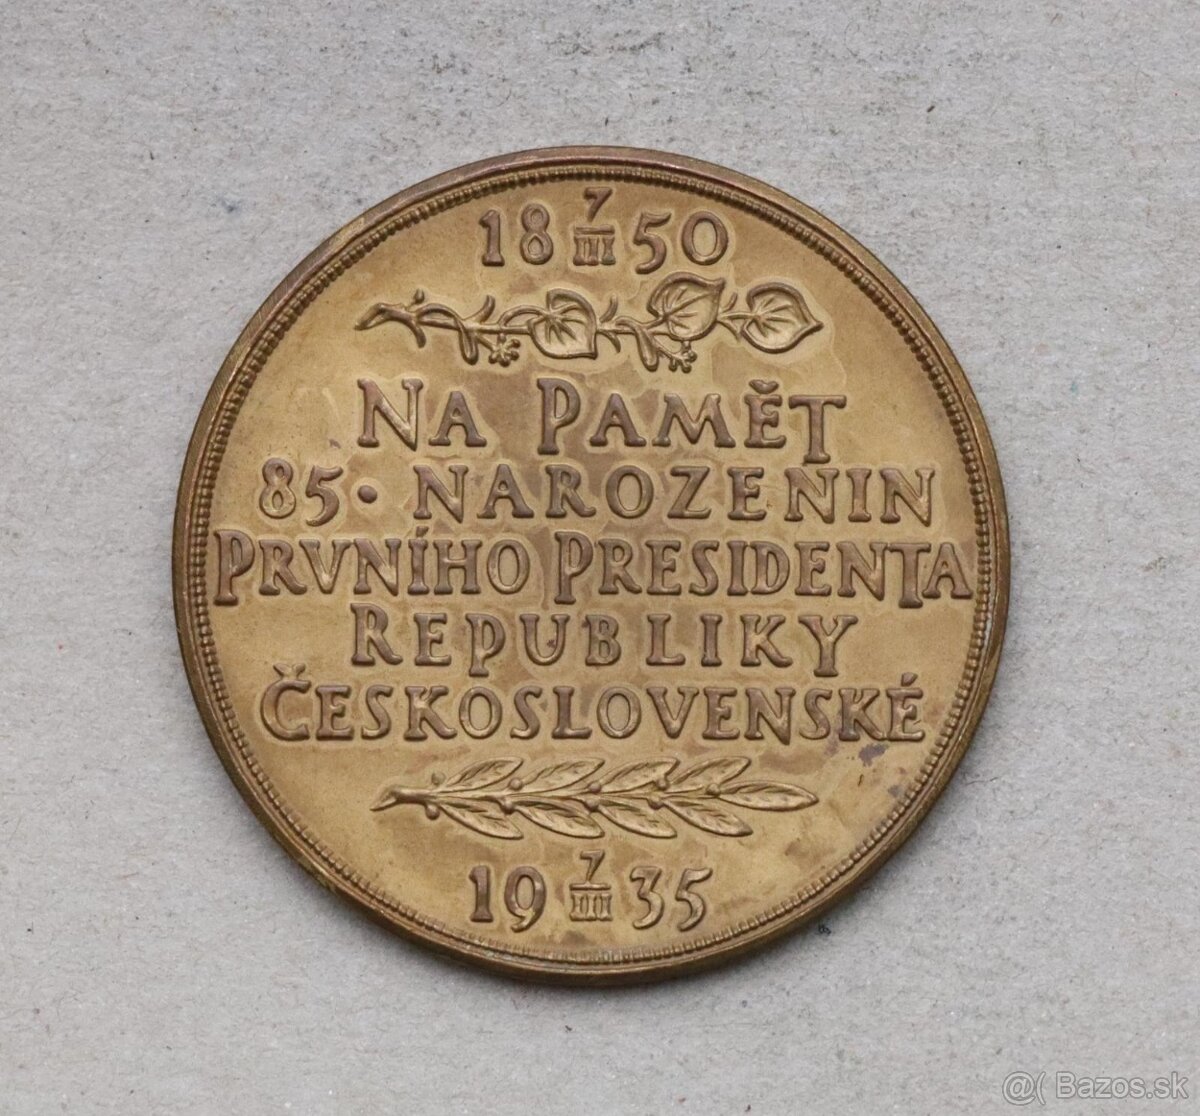 18 7/III 50
NA PAMĚT
85. NAROZENIN
PRVNÍHO PRESIDENTA
REPUBLIKY
ČESKOSLOVENSKÉ
19 7/III 35
@( Bazos.sk